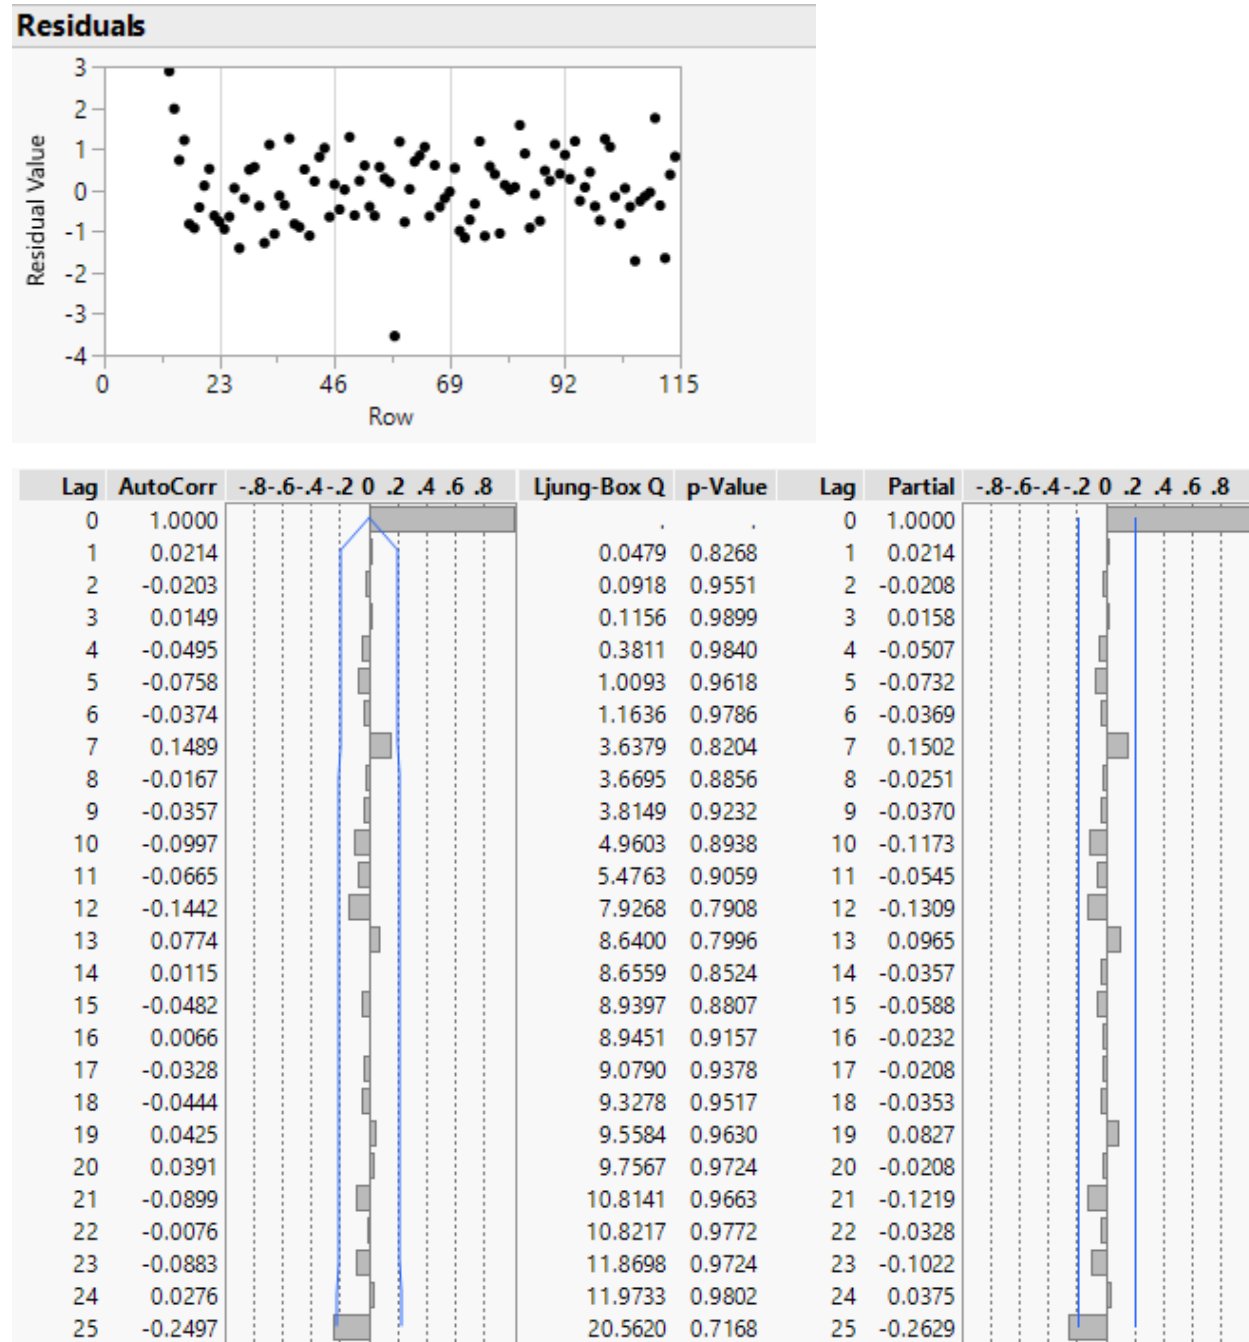 Residuals
3
2
1
0
-1
-2
-3
-4
Residual Value
0 23 46 69 92 115
Row
Lag AutoCorr -.8-.6-.4-.2 0 .2 .4 .6 .8 Ljung-Box Q p-Value Lag Partial -.8-.6-.4-.2 0 .2 .4 .6 .8
0 1.0000 . . 0 1.0000
1 0.0214 0.0479 0.8268 1 0.0214
2 -0.0203 0.0918 0.9551 2 -0.0208
3 0.0149 0.1156 0.9899 3 0.0158
4 -0.0495 0.3811 0.9840 4 -0.0507
5 -0.0758 1.0093 0.9618 5 -0.0732
6 -0.0374 1.1636 0.9786 6 -0.0369
7 0.1489 3.6379 0.8204 7 0.1502
8 -0.0167 3.6695 0.8856 8 -0.0251
9 -0.0357 3.8149 0.9232 9 -0.0370
10 -0.0997 4.9603 0.8938 10 -0.1173
11 -0.0665 5.4763 0.9059 11 -0.0545
12 -0.1442 7.9268 0.7908 12 -0.1309
13 0.0774 8.6400 0.7996 13 0.0965
14 0.0115 8.6559 0.8524 14 -0.0357
15 -0.0482 8.9397 0.8807 15 -0.0588
16 0.0066 8.9451 0.9157 16 -0.0232
17 -0.0328 9.0790 0.9378 17 -0.0208
18 -0.0444 9.3278 0.9517 18 -0.0353
19 0.0425 9.5584 0.9630 19 0.0827
20 0.0391 9.7567 0.9724 20 -0.0208
21 -0.0899 10.8141 0.9663 21 -0.1219
22 -0.0076 10.8217 0.9772 22 -0.0328
23 -0.0883 11.8698 0.9724 23 -0.1022
24 0.0276 11.9733 0.9802 24 0.0375
25 -0.2497 20.5620 0.7168 25 -0.2629